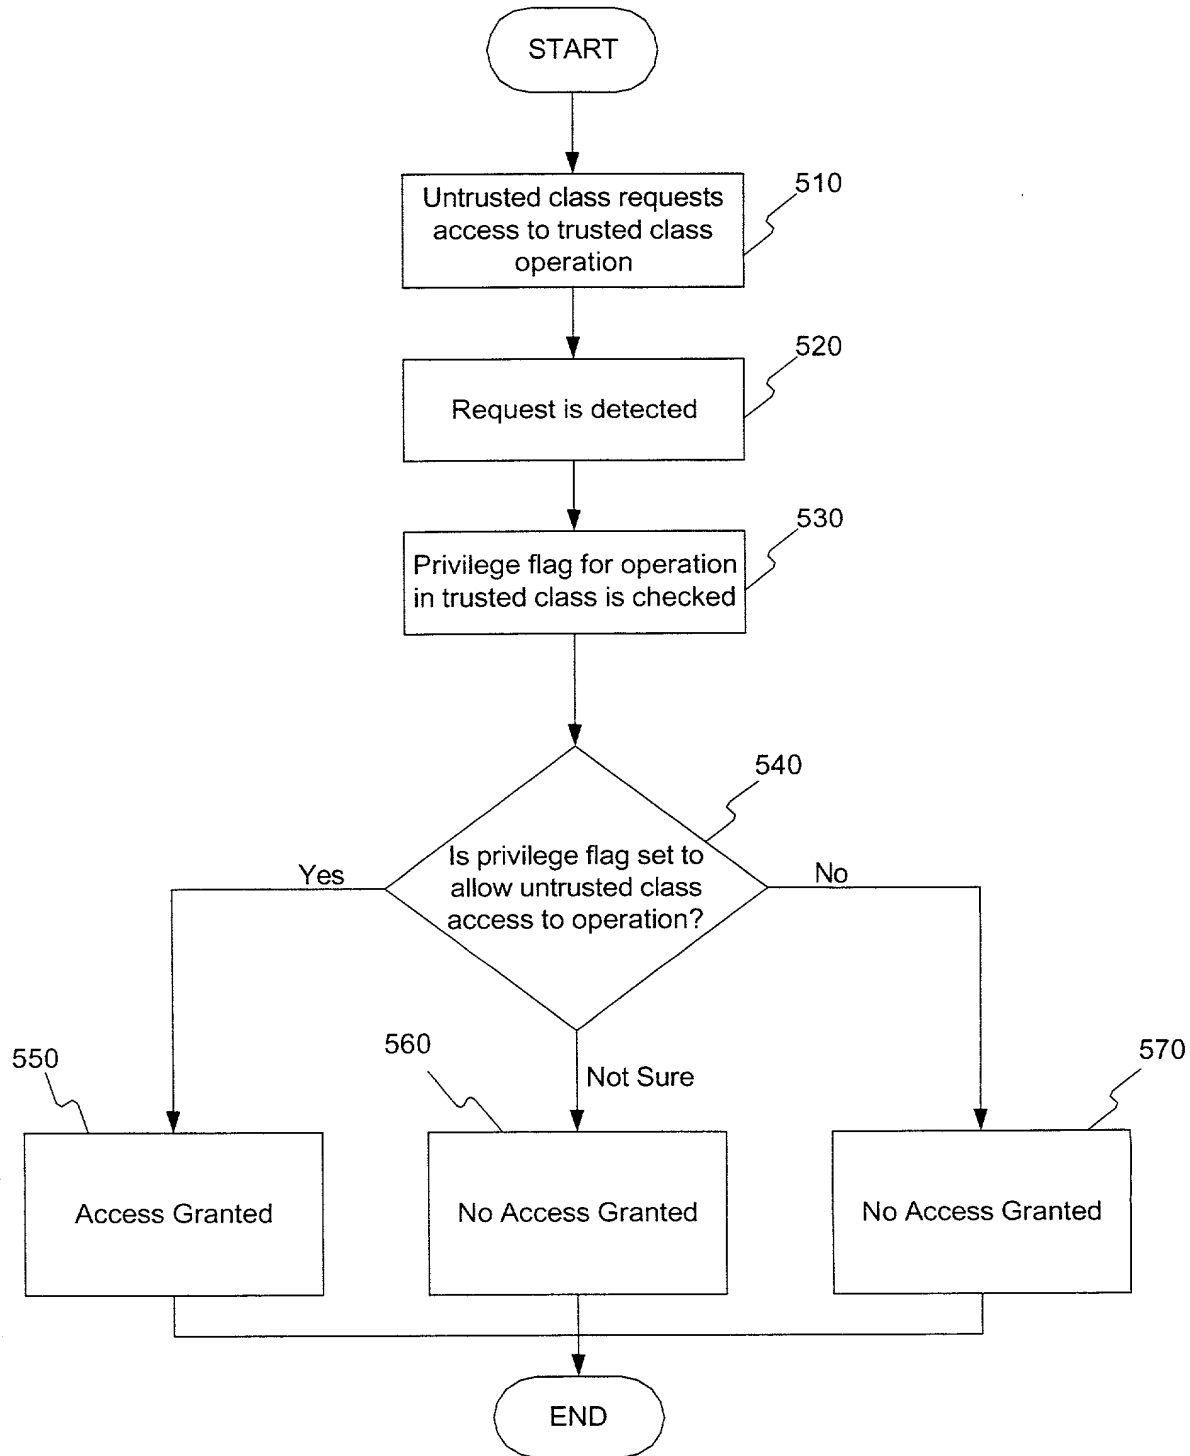 START
Untrusted class requests
access to trusted class
operation
510
Request is detected
520
Privilege flag for operation
in trusted class is checked
530
Is privilege flag set to
allow untrusted class
access to operation?
540
Yes
No
Not Sure
550
Access Granted
560
No Access Granted
570
No Access Granted
END